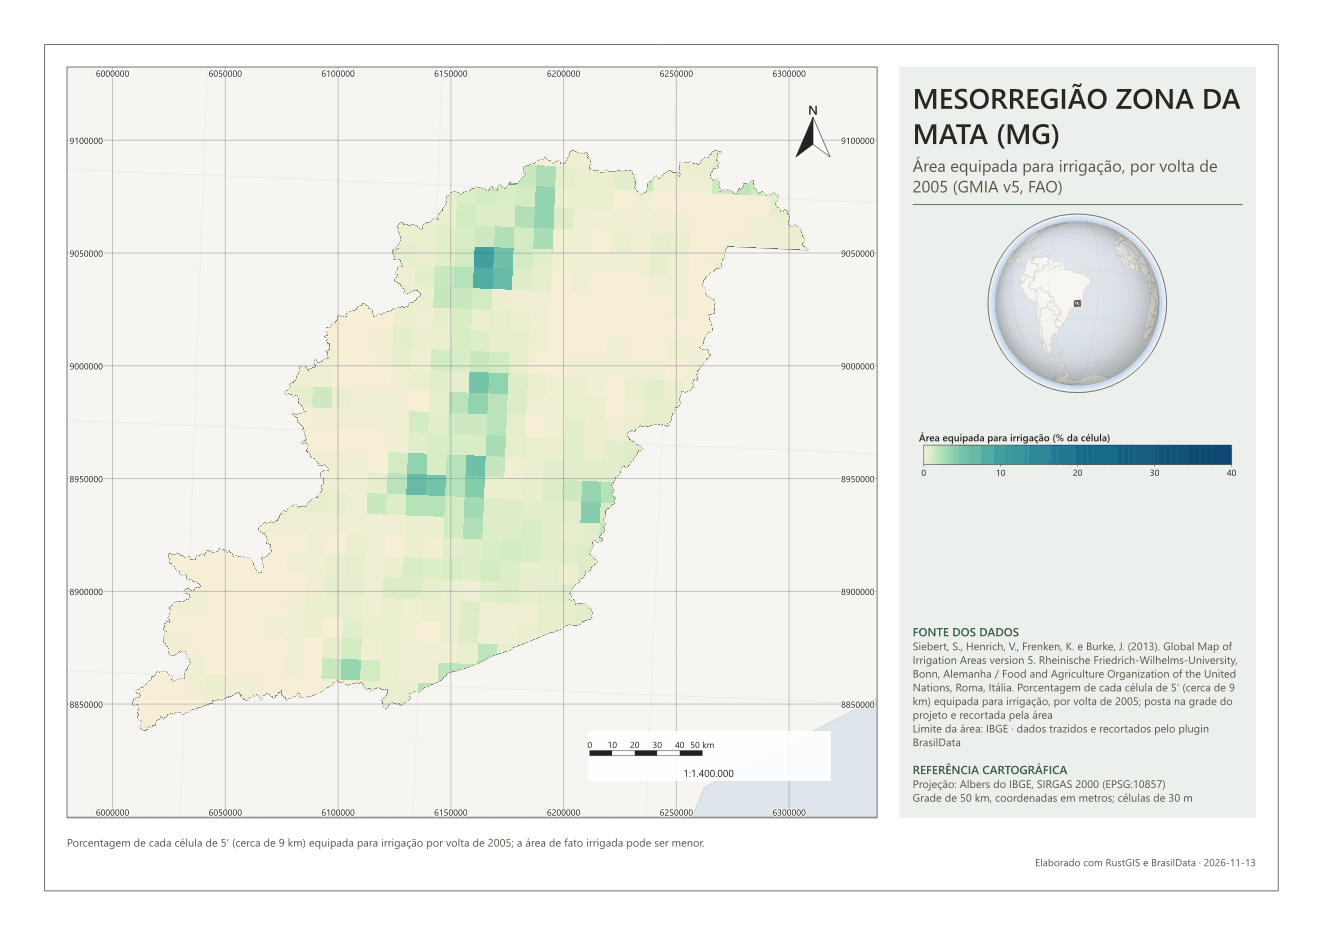 6000000 6050000 6100000 6150000 6200000 6250000 6300000
N
9100000 9100000
9050000 9050000
9000000 9000000
8950000 8950000
8900000 8900000
8850000 8850000
0 10 20 30 40 50 km
1:1.400.000
6000000 6050000 6100000 6150000 6200000 6250000 6300000
MESORREGIÃO ZONA DA
MATA (MG)
Área equipada para irrigação, por volta de
2005 (GMIA v5, FAO)
Área equipada para irrigação (% da célula)
0 10 20 30 40
FONTE DOS DADOS
Siebert, S., Henrich, V., Frenken, K. e Burke, J. (2013). Global Map of
Irrigation Areas version 5. Rheinische Friedrich-Wilhelms-University,
Bonn, Alemanha / Food and Agriculture Organization of the United
Nations, Roma, Itália. Porcentagem de cada célula de 5' (cerca de 9
km) equipada para irrigação, por volta de 2005; posta na grade do
projeto e recortada pela área
Limite da área: IBGE · dados trazidos e recortados pelo plugin
BrasilData
REFERÊNCIA CARTOGRÁFICA
Projeção: Albers do IBGE, SIRGAS 2000 (EPSG:10857)
Grade de 50 km, coordenadas em metros; células de 30 m
Porcentagem de cada célula de 5' (cerca de 9 km) equipada para irrigação por volta de 2005; a área de fato irrigada pode ser menor.
Elaborado com RustGIS e BrasilData · 2026-11-13